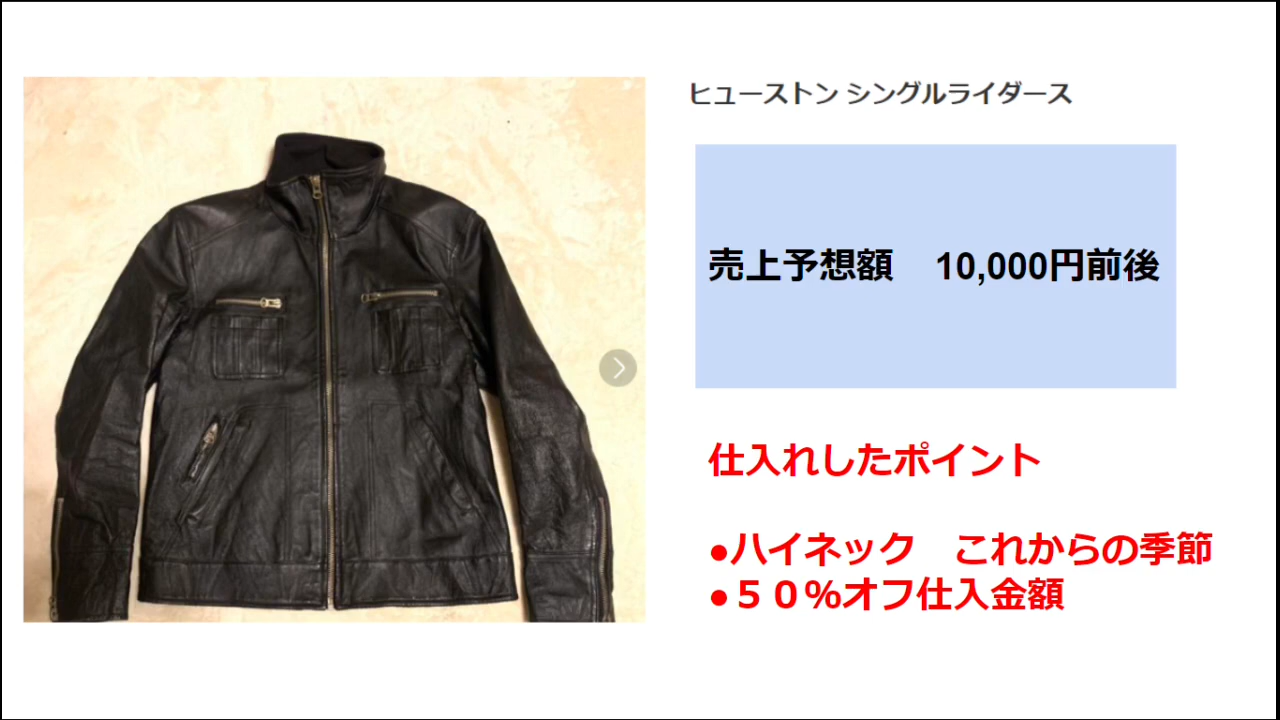 ヒューストン シングルライダース
売上予想額　10,000円前後
仕入れしたポイント
●ハイネック　これからの季節
●５０％オフ仕入金額